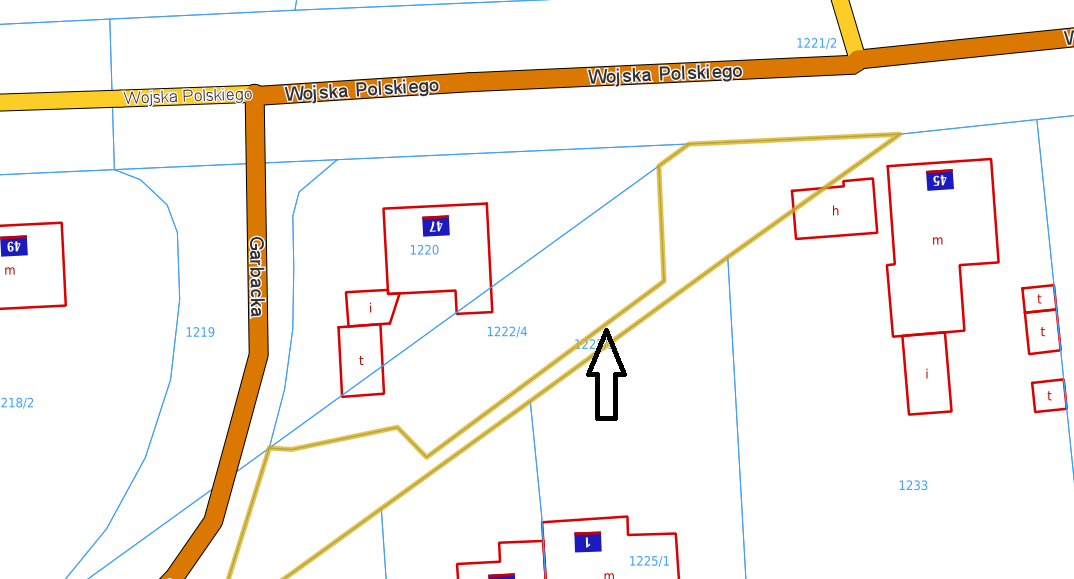 1221/2
W
Wojska Polskiego
Wojska Polskiego
Wojska Polskiego
45
h
m
47
1220
49
m
Garbacka
i
t
t
1219
1222/4
t
i
t
218/2
1233
1
1225/1
m